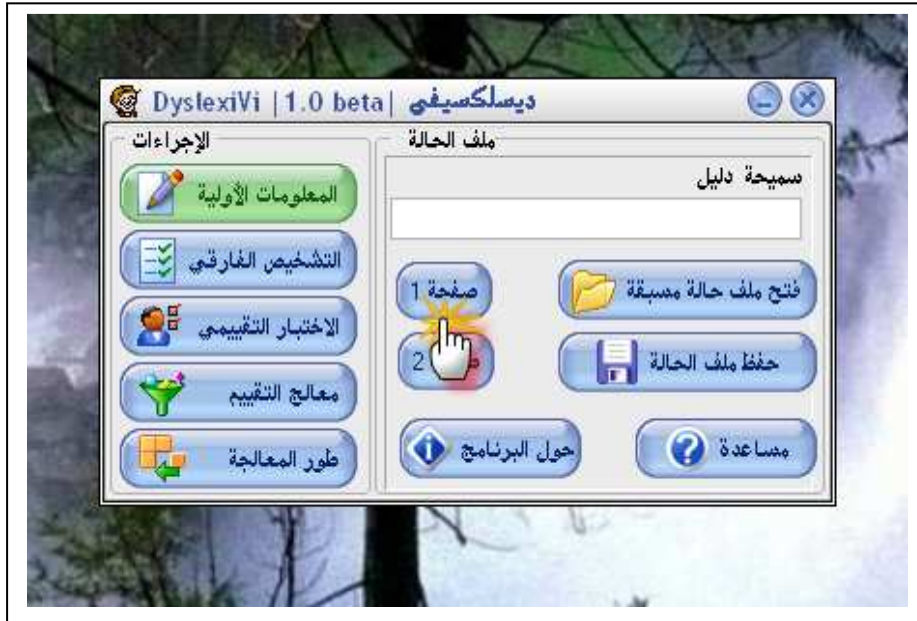 DyslexiVi |1.0 beta| ديسلكسيفي
ملف الحالة
سميحة دليل
فتح ملف حالة مسبقة
صفحة 1
حفظ ملف الحالة
2
مساعدة
حول البرنامج
الإجراءات
المعلومات الأولية
التشخيص الفارقي
الاختبار التقييمي
معالج التقييم
طور المعالجة